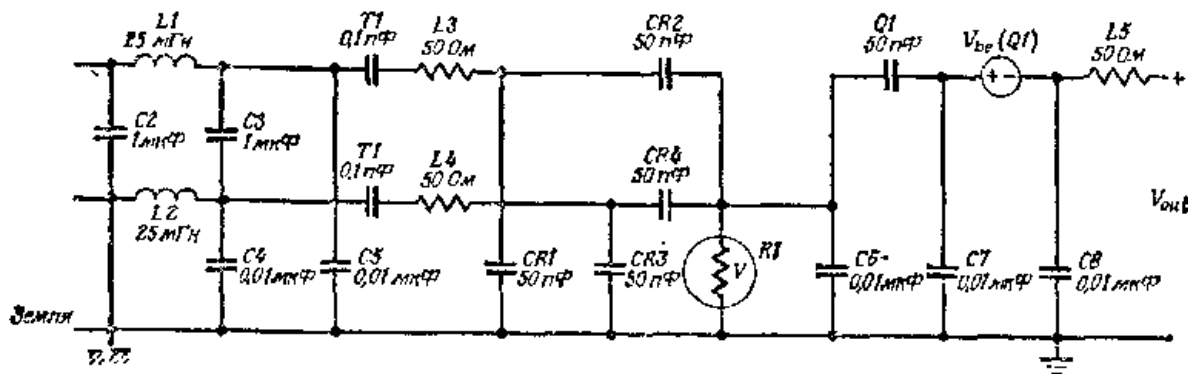 L1
25 мГн
C2
1 мкФ
C3
1 мкФ
L2
25 мГн
C4
0,01 мкФ
C5
0,01 мкФ
T1
0,1 пФ
L3
50 Ом
T1
0,1 пФ
L4
50 Ом
CR2
50 пФ
CR4
50 пФ
CR1
50 пФ
CR3
50 пФ
R1
V
Q1
50 пФ
Vbe (Q1)
+ −
L5
50 Ом
+
C6
0,01 мкФ
C7
0,01 мкФ
C8
0,01 мкФ
Vout
Земля